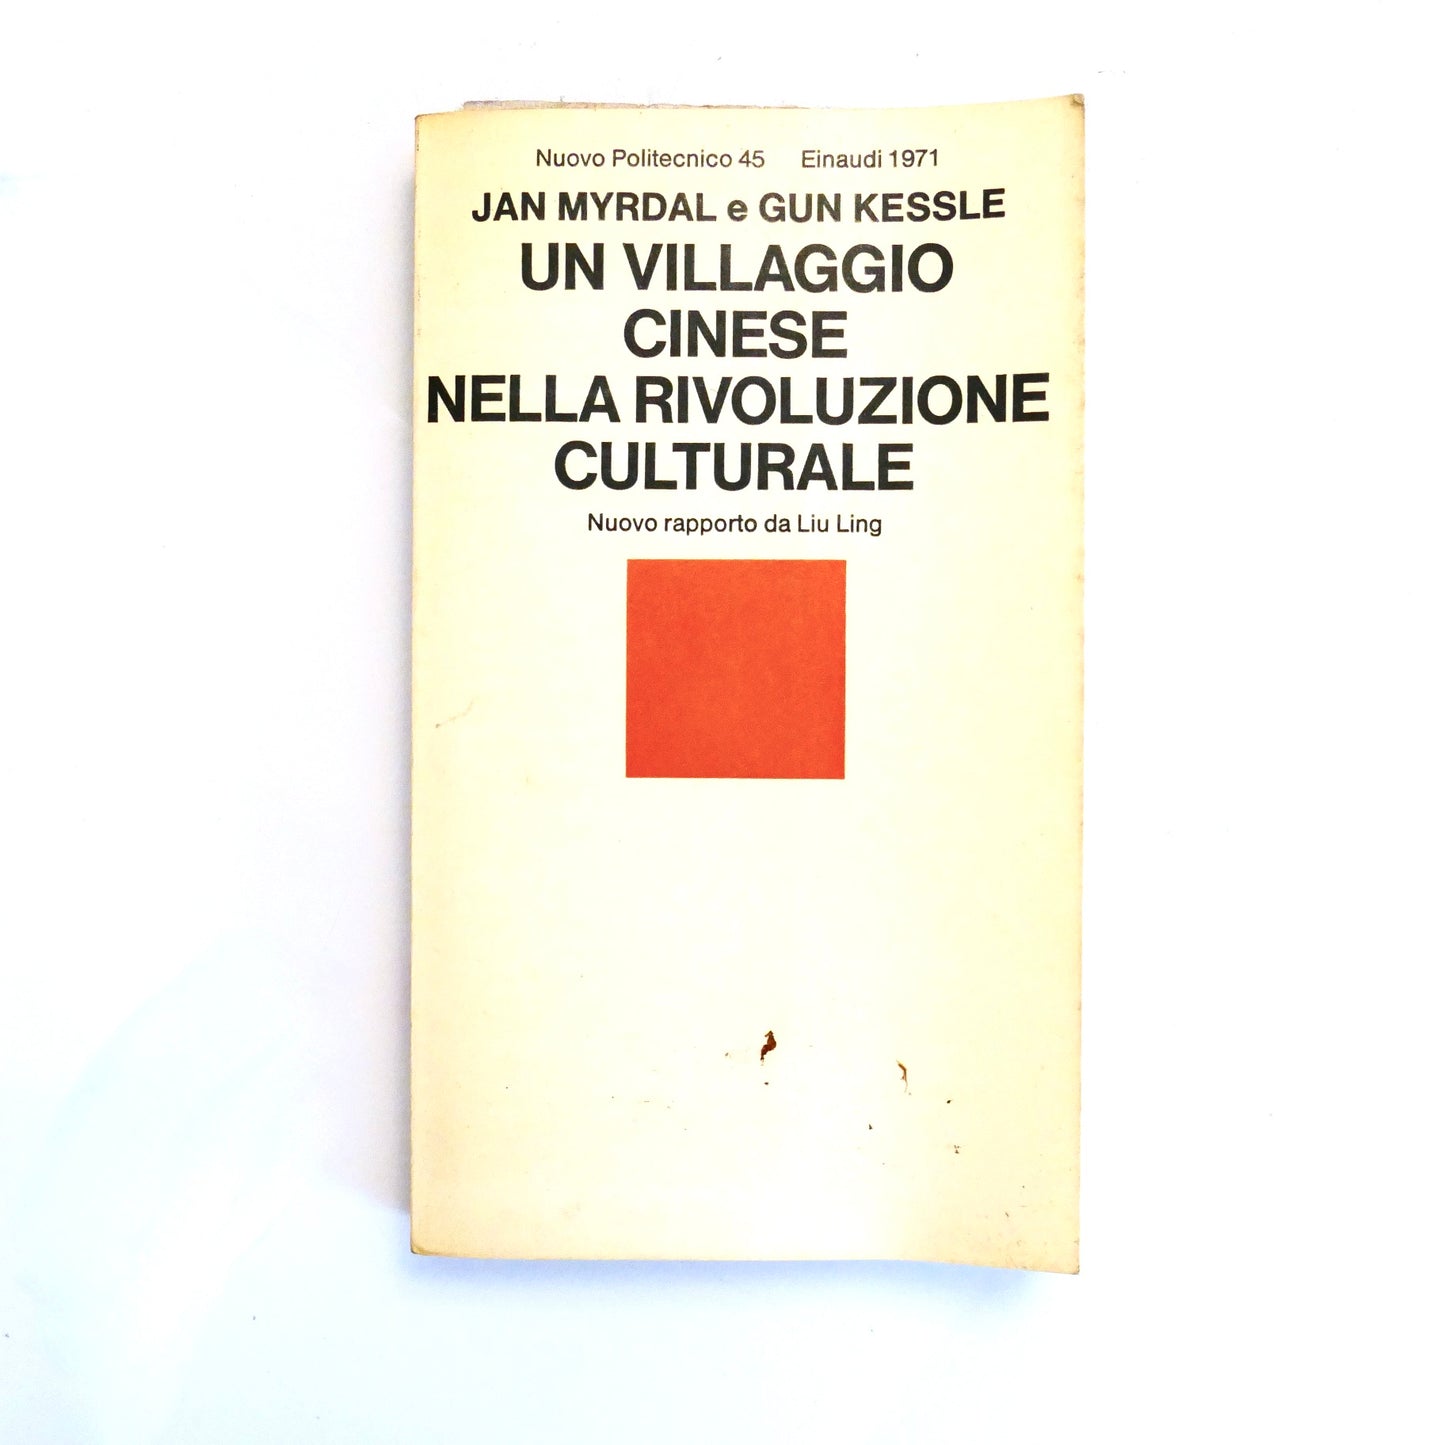 Nuovo Politecnico 45 Einaudi 1971
JAN MYRDAL e GUN KESSLE
UN VILLAGGIO
CINESE
NELLA RIVOLUZIONE
CULTURALE
Nuovo rapporto da Liu Ling